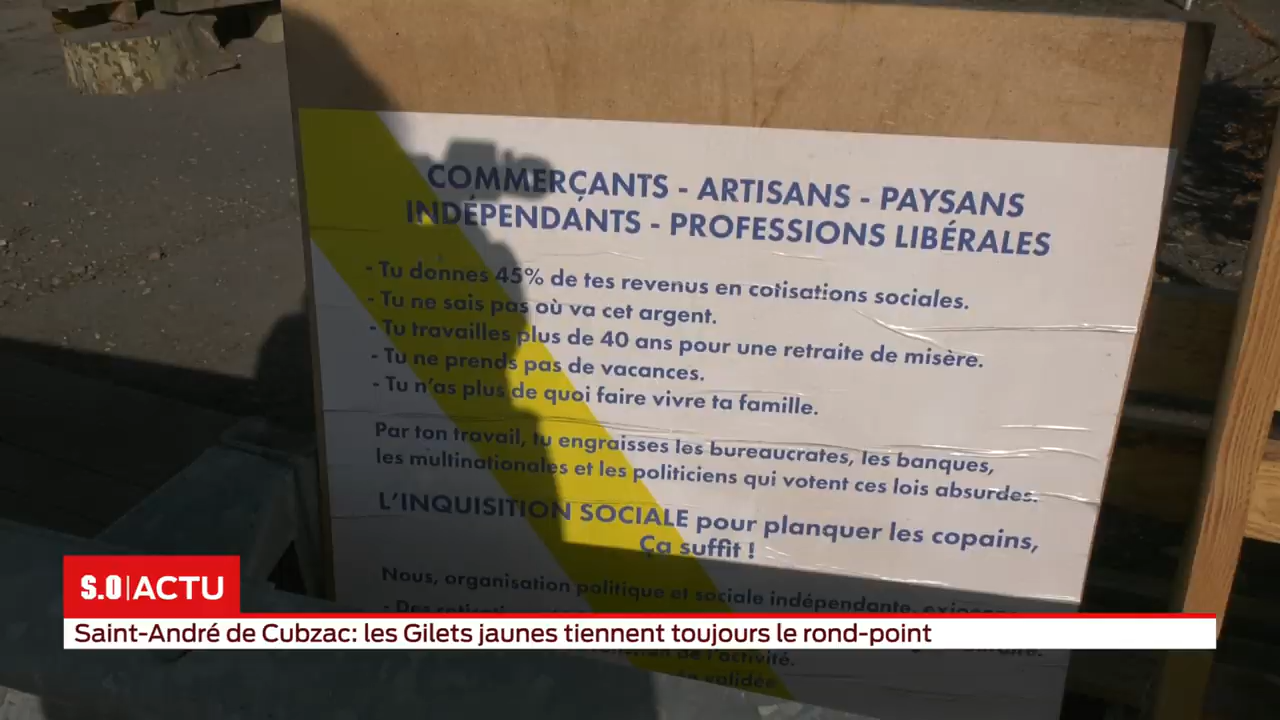 COMMERÇANTS - ARTISANS - PAYSANS
INDÉPENDANTS - PROFESSIONS LIBÉRALES
- Tu donnes 45% de tes revenus en cotisations sociales.
- Tu ne sais pas où va cet argent.
- Tu travailles plus de 40 ans pour une retraite de misère.
- Tu ne prends pas de vacances.
- Tu n'as plus de quoi faire vivre ta famille.
Par ton travail, tu engraisses les bureaucrates, les banques,
les multinationales et les politiciens qui votent ces lois absurdes.
L'INQUISITION SOCIALE pour planquer les copains,
Ça suffit !
Nous, organisation politique et sociale indépendante,
- Des
de l'activité.
validée
S.O ACTU
Saint-André de Cubzac: les Gilets jaunes tiennent toujours le rond-point